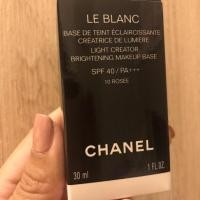 LE BLANC
BASE DE TEINT ÉCLAIRCISSANTE
CRÉATRICE DE LUMIÈRE
LIGHT CREATOR
BRIGHTENING MAKEUP BASE
SPF 40 / PA+++
10 ROSÉE
CHANEL
30 ml 1 FL. OZ.